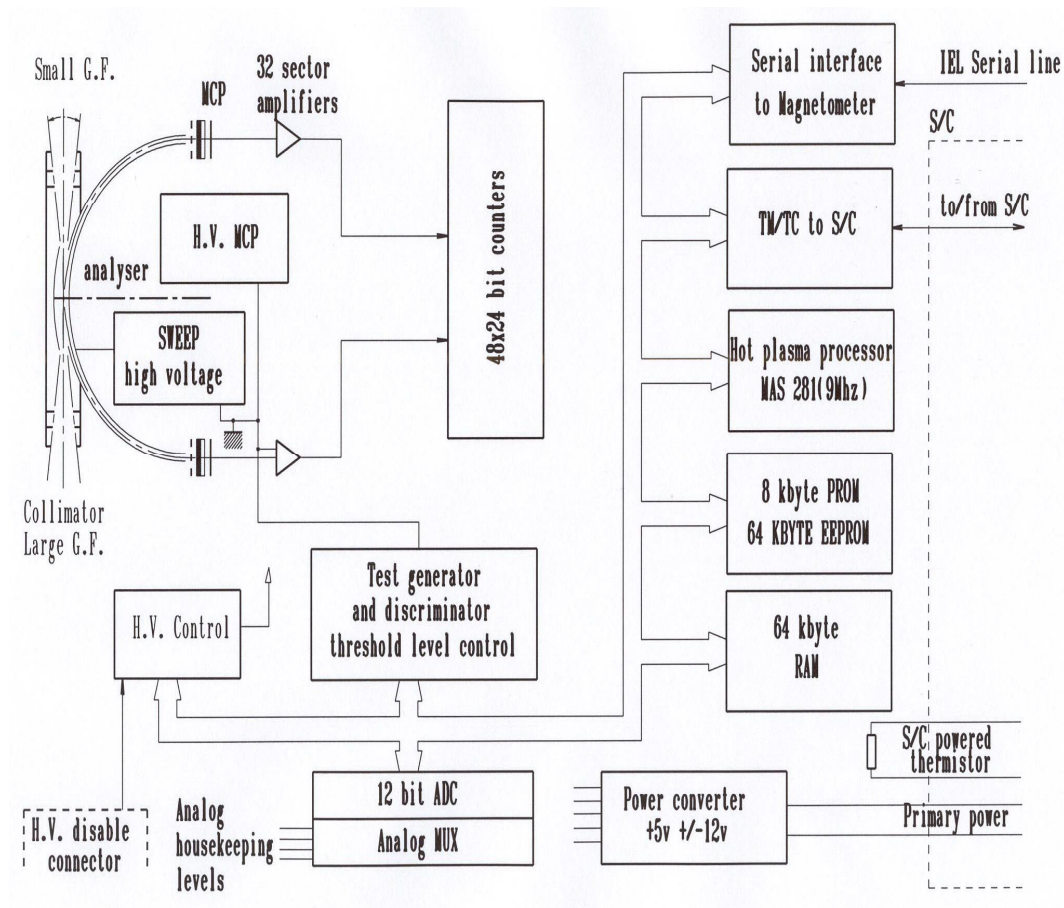 Small G.F.
MCP
32 sector
amplifiers
H.V. MCP
analyser
SWEEP
high voltage
Collimator
Large G.F.
48x24 bit counters
Serial interface
to Magnetometer
IEL Serial line
S/C
TM/TC to S/C
to/from S/C
Hot plasma processor
MAS 281(9Mhz)
8 kbyte PROM
64 KBYTE EEPROM
64 kbyte
RAM
H.V. Control
Test generator
and discriminator
threshold level control
H.V. disable
connector
Analog
housekeeping
levels
12 bit ADC
Analog MUX
Power converter
+5v +/-12v
S/C powered
thermistor
Primary power